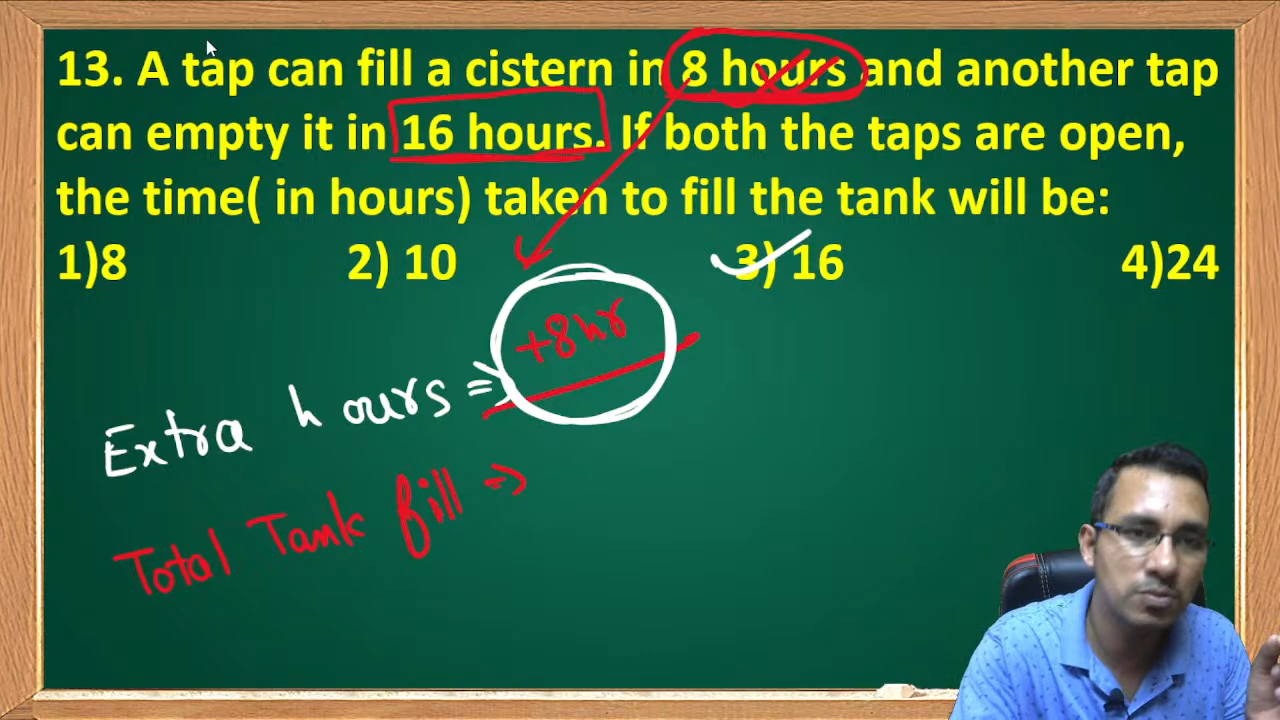 13. A tap can fill a cistern in 8 hours and another tap
can empty it in 16 hours. If both the taps are open,
the time( in hours) taken to fill the tank will be:
1)8 2) 10 3) 16 4)24
+8hr
Extra hours =>
Total Tank fill =>